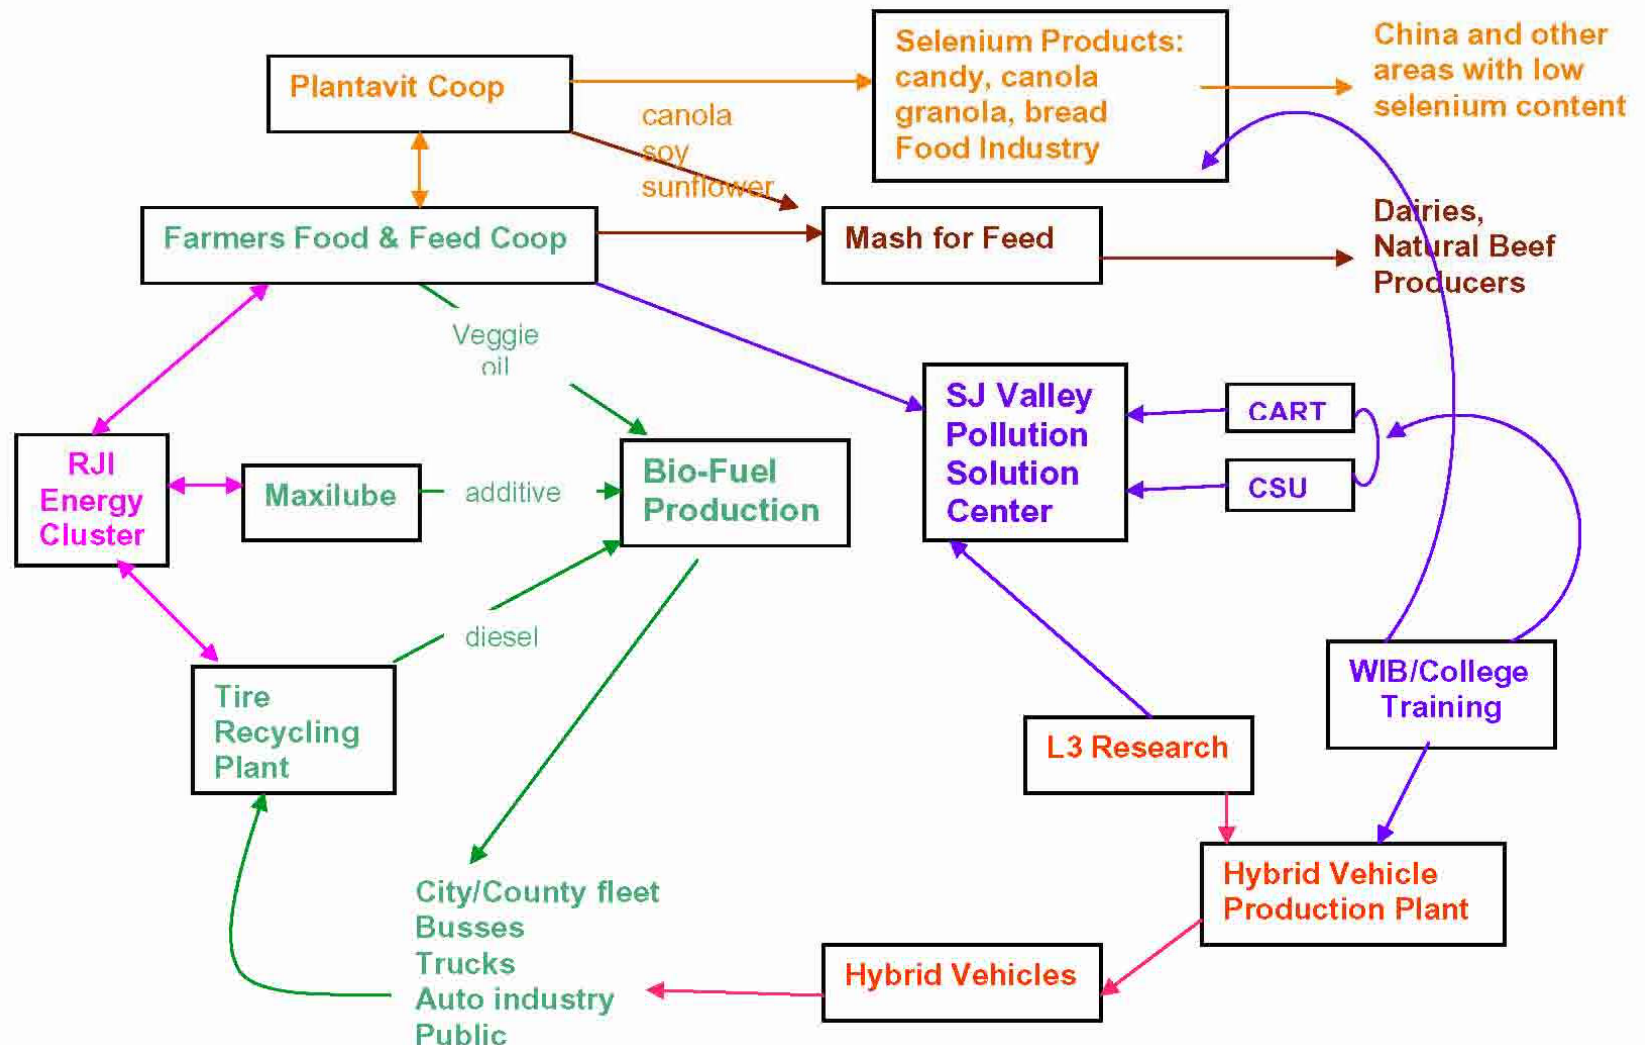 Plantavit Coop
Selenium Products:
candy, canola
granola, bread
Food Industry
China and other
areas with low
selenium content
canola
soy
sunflower
Farmers Food & Feed Coop
Mash for Feed
Dairies,
Natural Beef
Producers
Veggie
oil
SJ Valley
Pollution
Solution
Center
CART
CSU
RJI
Energy
Cluster
Maxilube
additive
Bio-Fuel
Production
diesel
Tire
Recycling
Plant
WIB/College
Training
L3 Research
Hybrid Vehicle
Production Plant
City/County fleet
Busses
Trucks
Auto industry
Public
Hybrid Vehicles